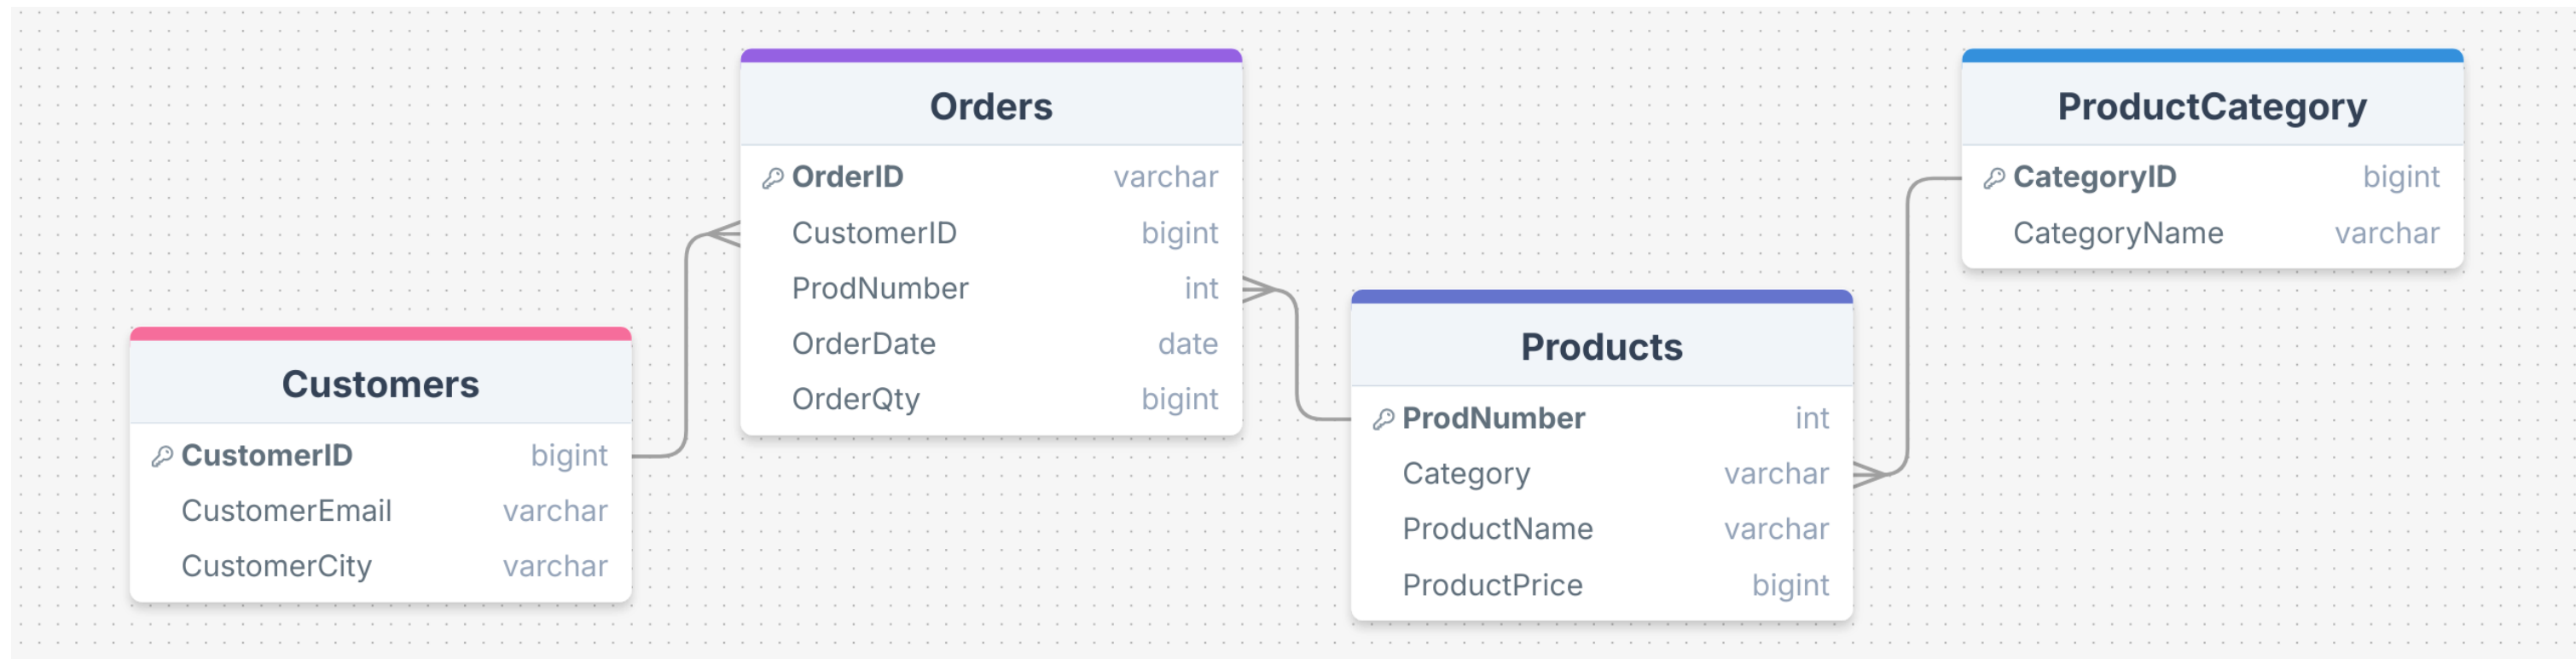 Customers
CustomerID bigint
CustomerEmail varchar
CustomerCity varchar
Orders
OrderID varchar
CustomerID bigint
ProdNumber int
OrderDate date
OrderQty bigint
Products
ProdNumber int
Category varchar
ProductName varchar
ProductPrice bigint
ProductCategory
CategoryID bigint
CategoryName varchar